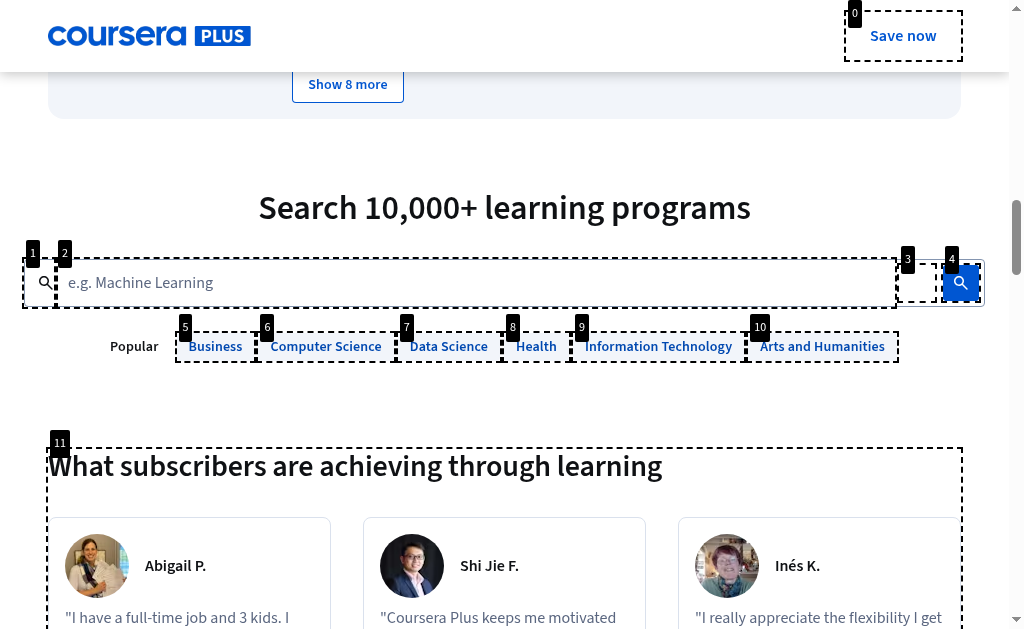 coursera PLUS
0
Save now
Show 8 more
Search 10,000+ learning programs
1
2
3
4
e.g. Machine Learning
5
6
7
8
9
10
Popular
Business
Computer Science
Data Science
Health
Information Technology
Arts and Humanities
11
What subscribers are achieving through learning
Abigail P.
Shi Jie F.
Inés K.
"I have a full-time job and 3 kids. I
"Coursera Plus keeps me motivated
"I really appreciate the flexibility I get